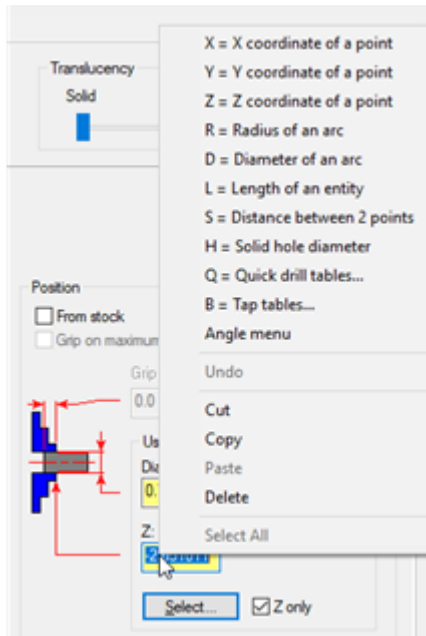 Translucency
Solid
X = X coordinate of a point
Y = Y coordinate of a point
Z = Z coordinate of a point
R = Radius of an arc
D = Diameter of an arc
L = Length of an entity
S = Distance between 2 points
H = Solid hole diameter
Q = Quick drill tables...
B = Tap tables...
Angle menu
Undo
Cut
Copy
Paste
Delete
Select All
Position
From stock
Grip on maximum
Grip
0.0
Us
Dia
0.
Z:
Select...
Z only